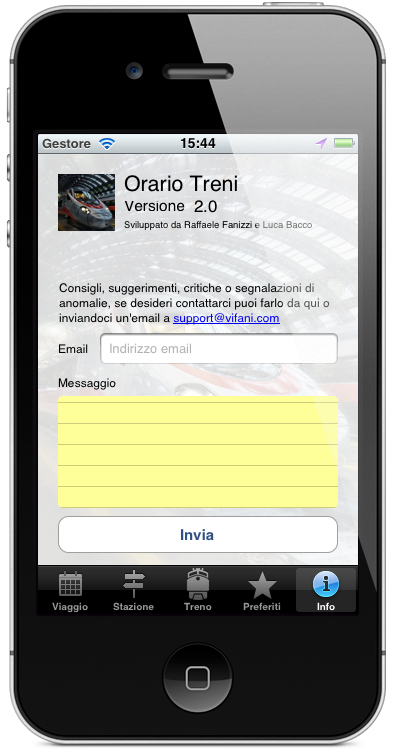 Gestore 15:44
Orario Treni
Versione 2.0
Sviluppato da Raffaele Fanizzi e Luca Bacco
Consigli, suggerimenti, critiche o segnalazioni di
anomalie, se desideri contattarci puoi farlo da qui o
inviandoci un'email a support@vifani.com
Email Indirizzo email
Messaggio
Invia
Viaggio Stazione Treno Preferiti Info